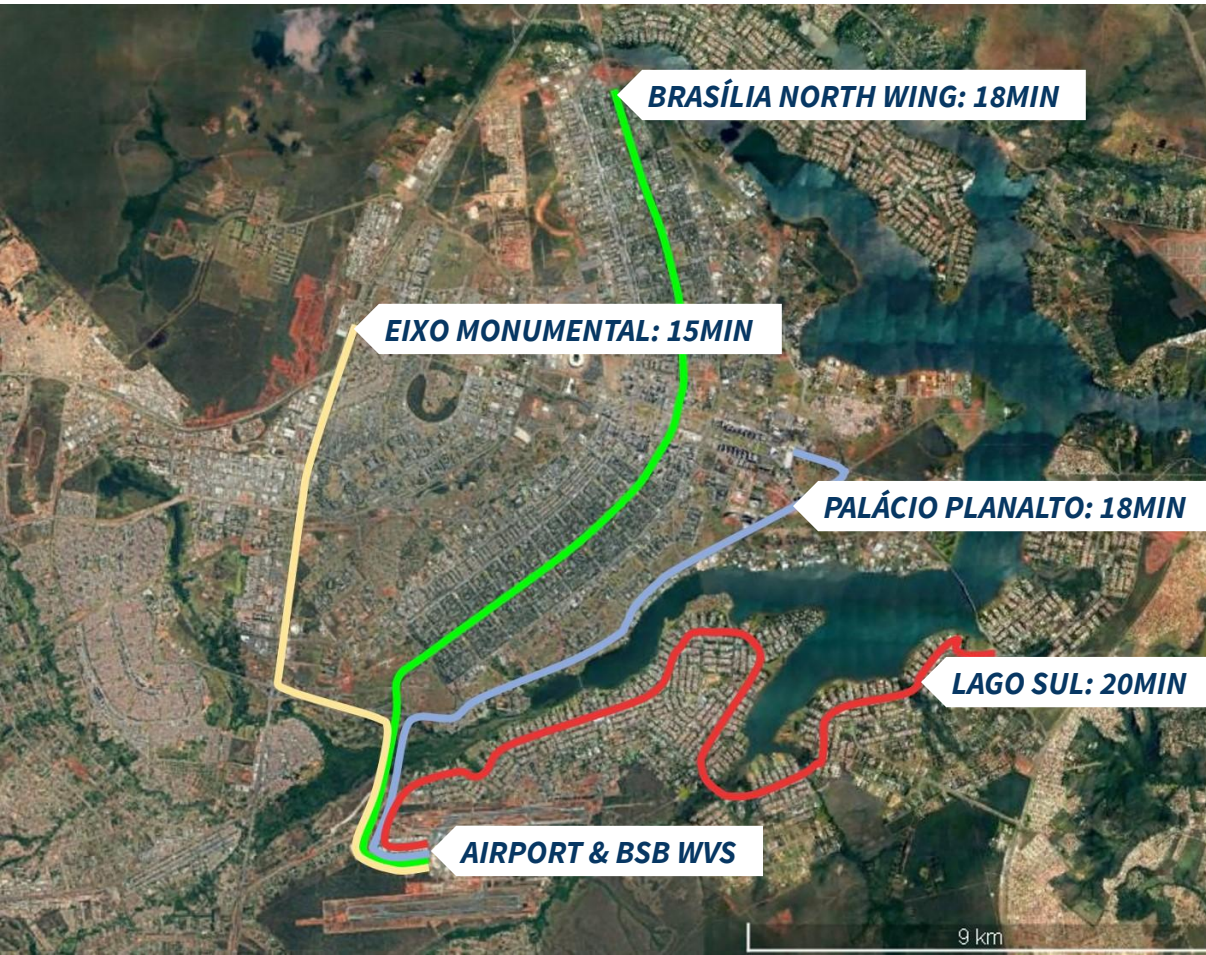 BRASÍLIA NORTH WING: 18MIN
EIXO MONUMENTAL: 15MIN
PALÁCIO PLANALTO: 18MIN
LAGO SUL: 20MIN
AIRPORT & BSB WVS
9 km